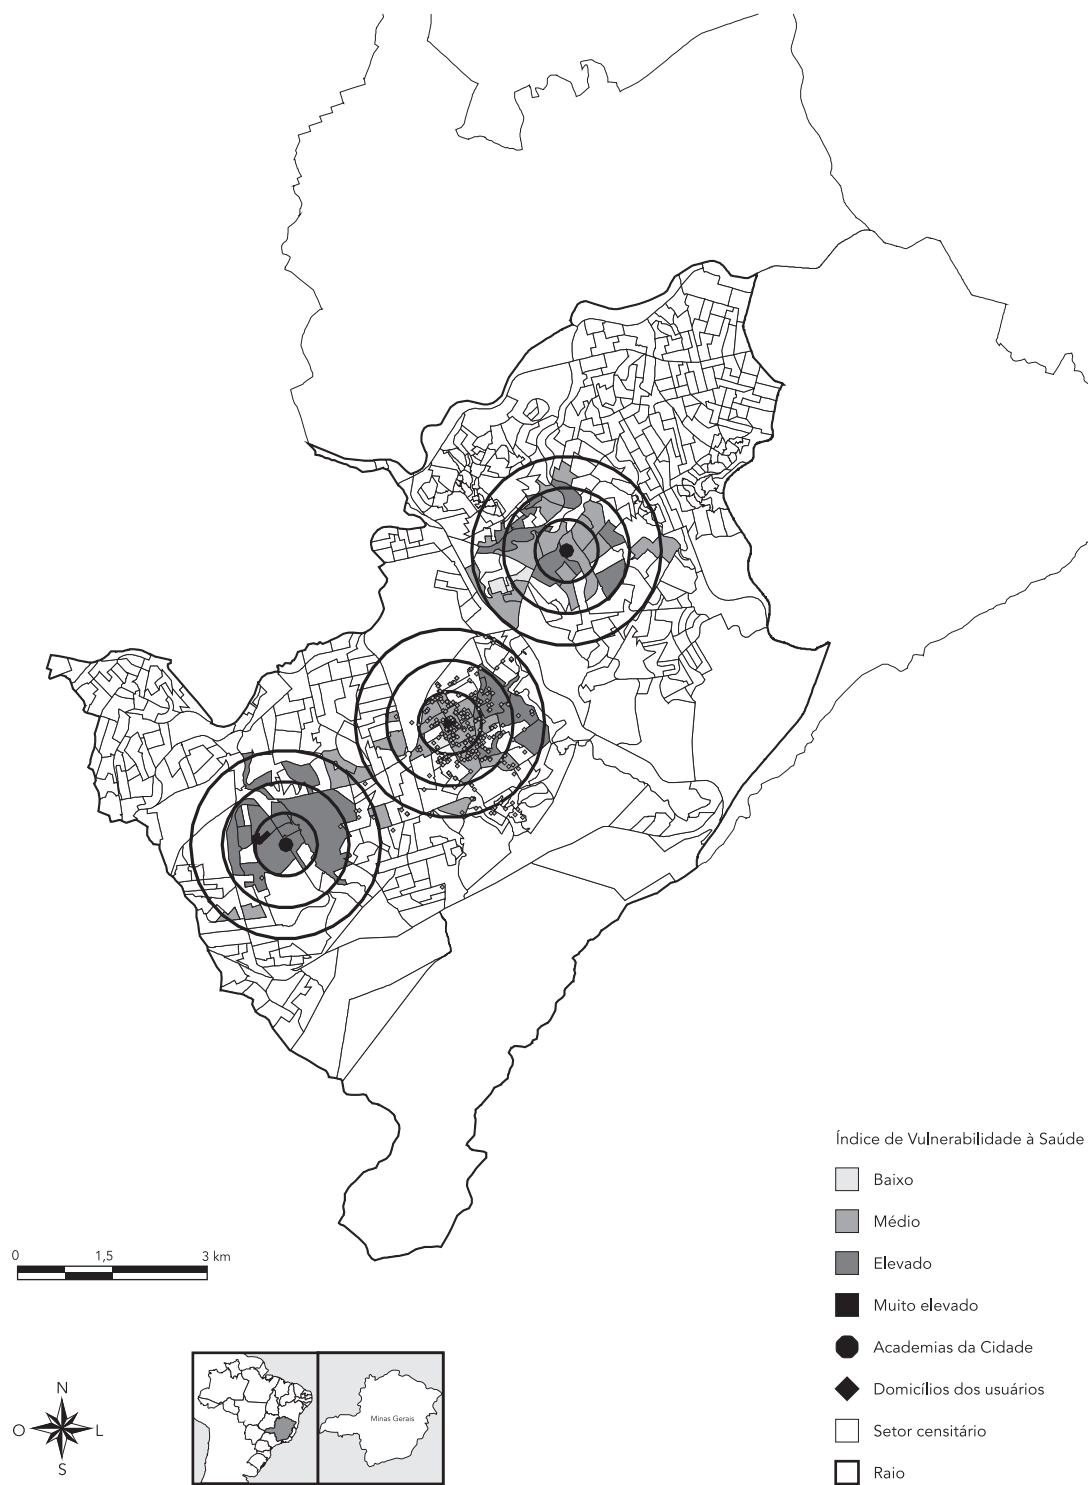 Índice de Vulnerabilidade à Saúde
Baixo
Médio
Elevado
Muito elevado
Academias da Cidade
Domicílios dos usuários
Setor censitário
Raio
0 1,5 3 km
N
O L
S
Minas Gerais